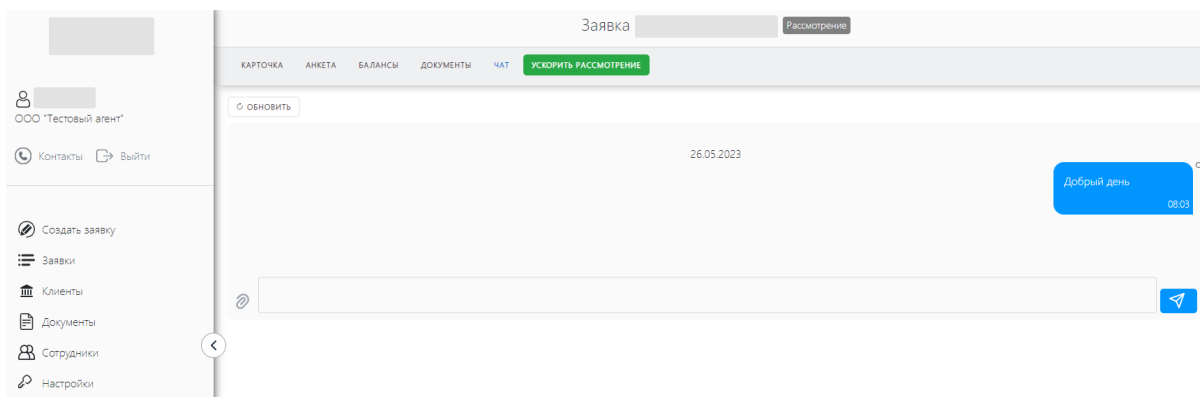 Заявка
Рассмотрение
КАРТОЧКА АНКЕТА БАЛАНСЫ ДОКУМЕНТЫ ЧАТ УСКОРИТЬ РАССМОТРЕНИЕ
ООО "Тестовый агент"
Контакты Выйти
Создать заявку
Заявки
Клиенты
Документы
Сотрудники
Настройки
ОБНОВИТЬ
26.05.2023
Добрый день
08:03